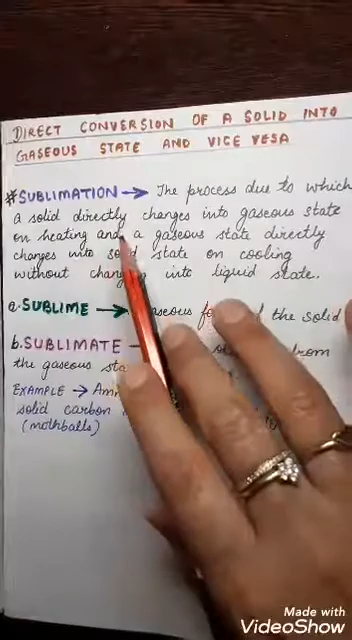 DIRECT CONVERSION OF A SOLID INTO
GASEOUS STATE AND VICE VESA
#SUBLIMATION → The process due to which
a solid directly changes into gaseous state
on heating and a gaseous state directly
changes into solid state on cooling
without changing into liquid state.
a. SUBLIME → the solid
b. SUBLIMATE from
the gaseous
EXAMPLE →
solid carbon
(mothballs)
Made with
VideoShow